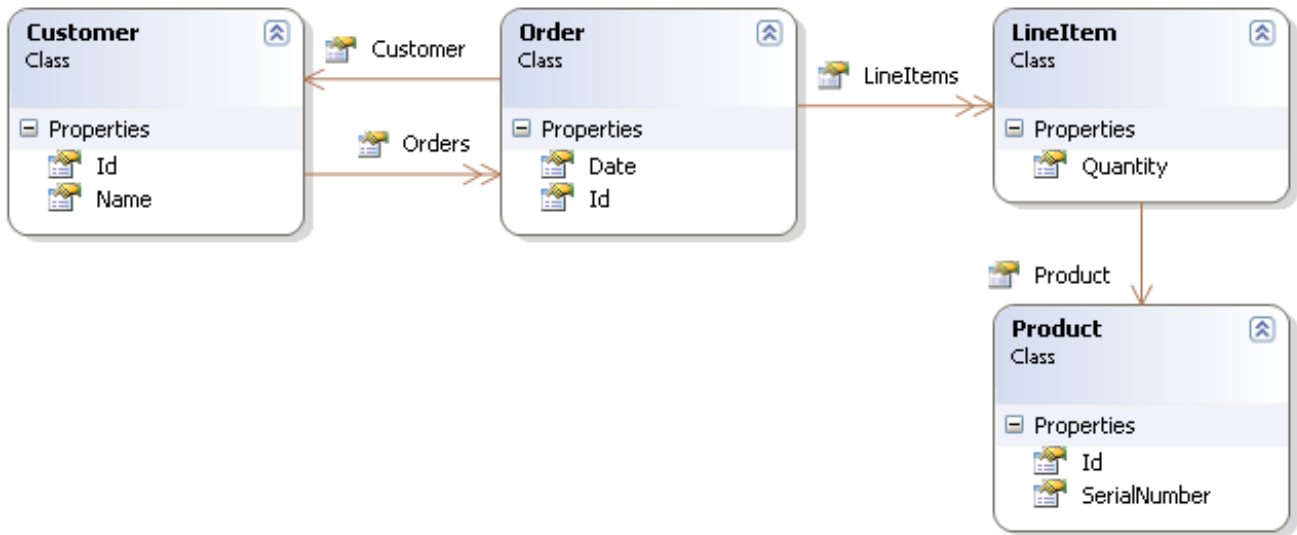 Customer
Class
Properties
Id
Name
Customer
Orders
Order
Class
Properties
Date
Id
LineItems
LineItem
Class
Properties
Quantity
Product
Product
Class
Properties
Id
SerialNumber